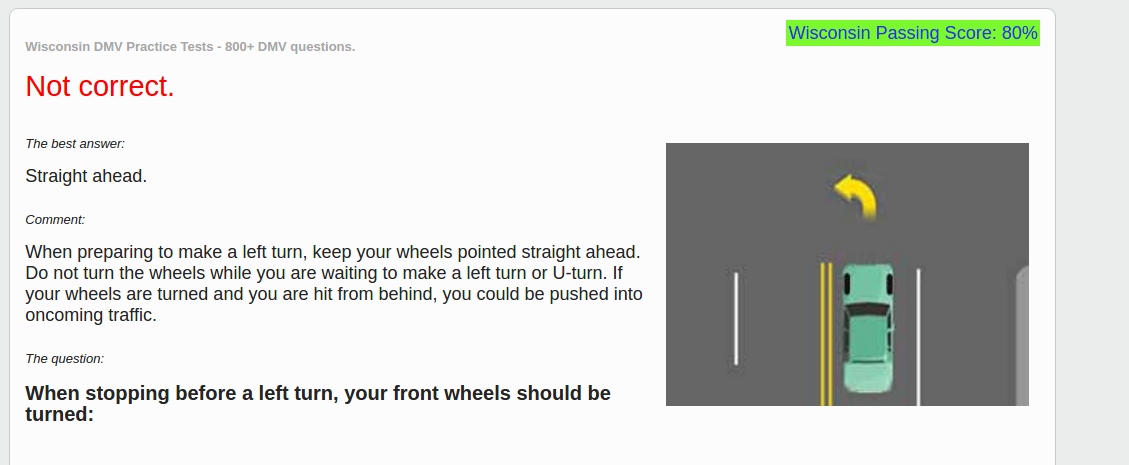 Wisconsin Passing Score: 80%
Wisconsin DMV Practice Tests - 800+ DMV questions.
Not correct.
The best answer:
Straight ahead.
Comment:
When preparing to make a left turn, keep your wheels pointed straight ahead.
Do not turn the wheels while you are waiting to make a left turn or U-turn. If
your wheels are turned and you are hit from behind, you could be pushed into
oncoming traffic.
The question:
When stopping before a left turn, your front wheels should be
turned: